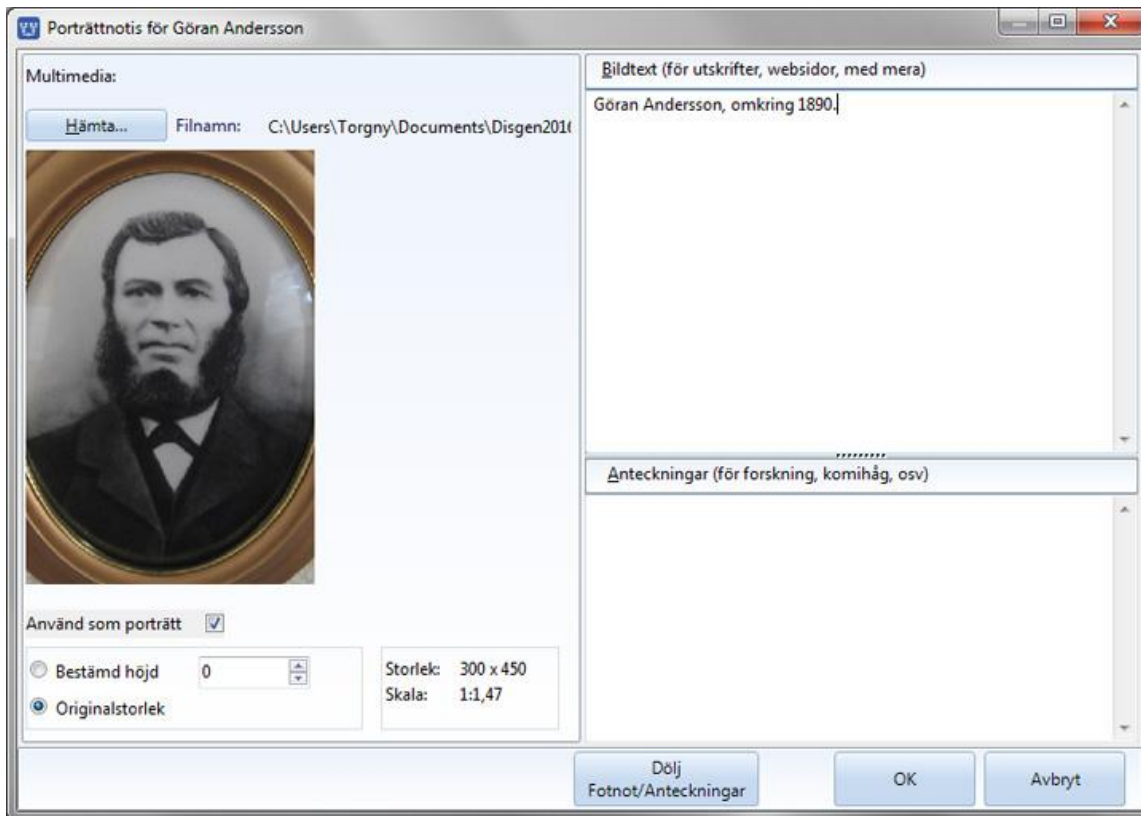 Porträttnotis för Göran Andersson
Multimedia:
Hämta...
Filnamn:
C:\Users\Torgny\Documents\Disgen2016
Använd som porträtt
Bestämd höjd
0
Originalstorlek
Storlek: 300 x 450
Skala: 1:1,47
Bildtext (för utskrifter, websidor, med mera)
Göran Andersson, omkring 1890.
Anteckningar (för forskning, komihåg, osv)
Dölj
Fotnot/Anteckningar
OK
Avbryt